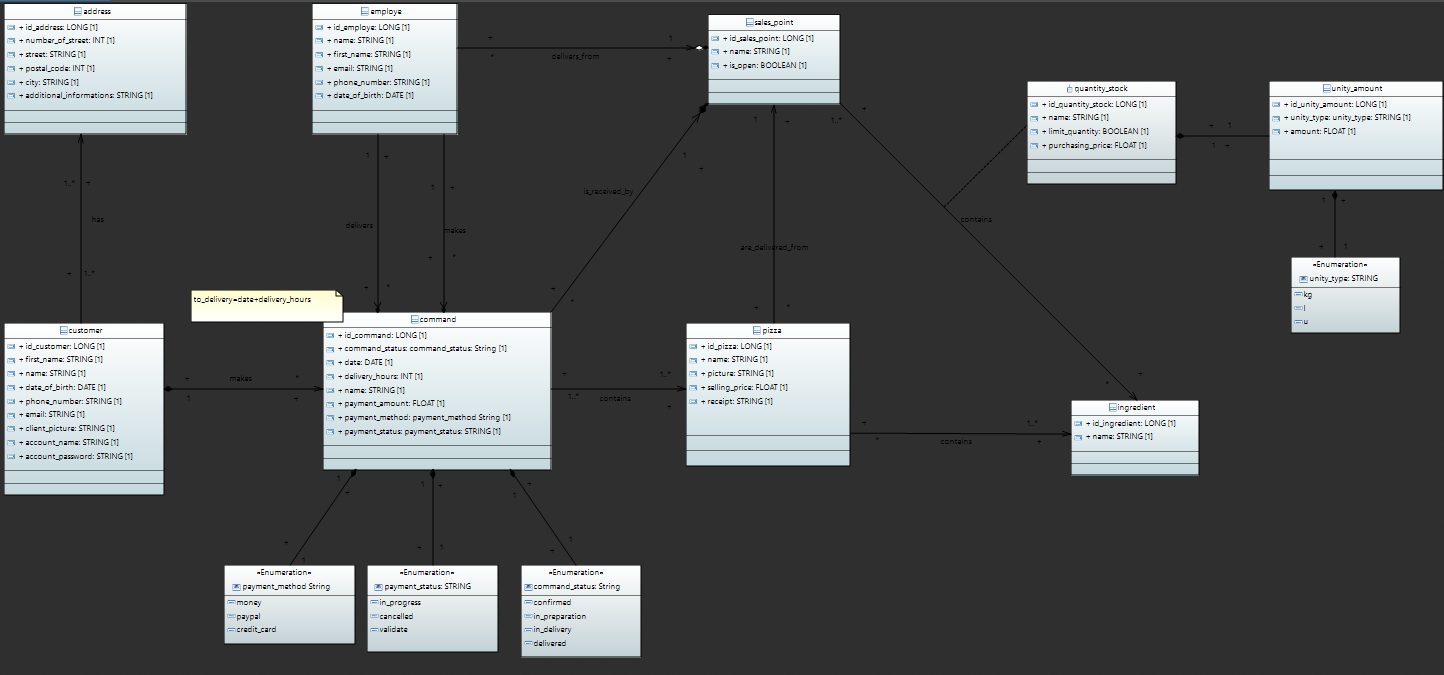 address
+ id_address: LONG [1]
+ number_of_street: INT [1]
+ street: STRING [1]
+ postal_code: INT [1]
+ city: STRING [1]
+ additional_informations: STRING [1]
employe
+ id_employe: LONG [1]
+ name: STRING [1]
+ first_name: STRING [1]
+ email: STRING [1]
+ phone_number: STRING [1]
+ date_of_birth: DATE [1]
+ 1
delivers_from
* +
sales_point
+ id_sales_point: LONG [1]
+ name: STRING [1]
+ is_open: BOOLEAN [1]
quantity_stock
+ id_quantity_stock: LONG [1]
+ name: STRING [1]
+ limit_quantity: BOOLEAN [1]
+ purchasing_price: FLOAT [1]
+ 1
1 +
unity_amount
+ id_unity_amount: LONG [1]
+ unity_type: unity_type: STRING [1]
+ amount: FLOAT [1]
1 +
+ 1
«Enumeration»
unity_type: STRING
kg
l
u
1..* +
has
+ 1..*
1 +
delivers
+ *
1 +
makes
+ *
1
+
is_received_by
+
*
1 +
are_delivered_from
+ *
1..* +
contains
* +
to_delivery=date+delivery_hours
customer
+ id_customer: LONG [1]
+ first_name: STRING [1]
+ name: STRING [1]
+ date_of_birth: DATE [1]
+ phone_number: STRING [1]
+ email: STRING [1]
+ client_picture: STRING [1]
+ account_name: STRING [1]
+ account_password: STRING [1]
+ makes *
1 +
command
+ id_command: LONG [1]
+ command_status: command_status: String [1]
+ date: DATE [1]
+ delivery_hours: INT [1]
+ name: STRING [1]
+ payment_amount: FLOAT [1]
+ payment_method: payment_method String [1]
+ payment_status: payment_status: STRING [1]
+ 1..*
1..* contains +
pizza
+ id_pizza: LONG [1]
+ name: STRING [1]
+ picture: STRING [1]
+ selling_price: FLOAT [1]
+ receipt: STRING [1]
+ 1..*
* contains +
ingredient
+ id_ingredient: LONG [1]
+ name: STRING [1]
1 +
+ 1
1 +
+ 1
+ 1
1 +
«Enumeration»
payment_method String
money
paypal
credit_card
«Enumeration»
payment_status: STRING
in_progress
cancelled
validate
«Enumeration»
command_status: String
confirmed
in_preparation
in_delivery
delivered